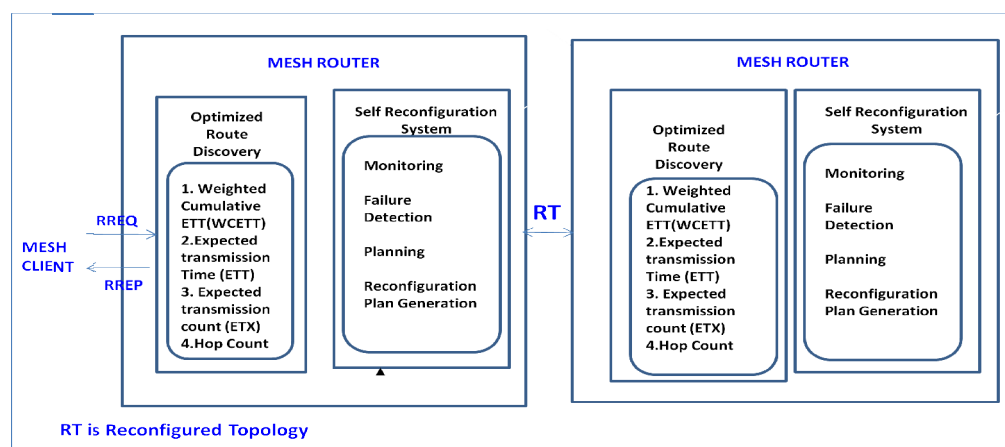 MESH ROUTER
Optimized
Route
Discovery
1. Weighted
Cumulative
ETT(WCETT)
2.Expected
transmission
Time (ETT)
3. Expected
transmission
count (ETX)
4.Hop Count
Self Reconfiguration
System
Monitoring
Failure
Detection
Planning
Reconfiguration
Plan Generation
RREQ
MESH
CLIENT
RREP
RT
MESH ROUTER
Optimized
Route
Discovery
1. Weighted
Cumulative
ETT(WCETT)
2.Expected
transmission
Time (ETT)
3. Expected
transmission
count (ETX)
4.Hop Count
Self Reconfiguration
System
Monitoring
Failure
Detection
Planning
Reconfiguration
Plan Generation
RT is Reconfigured Topology